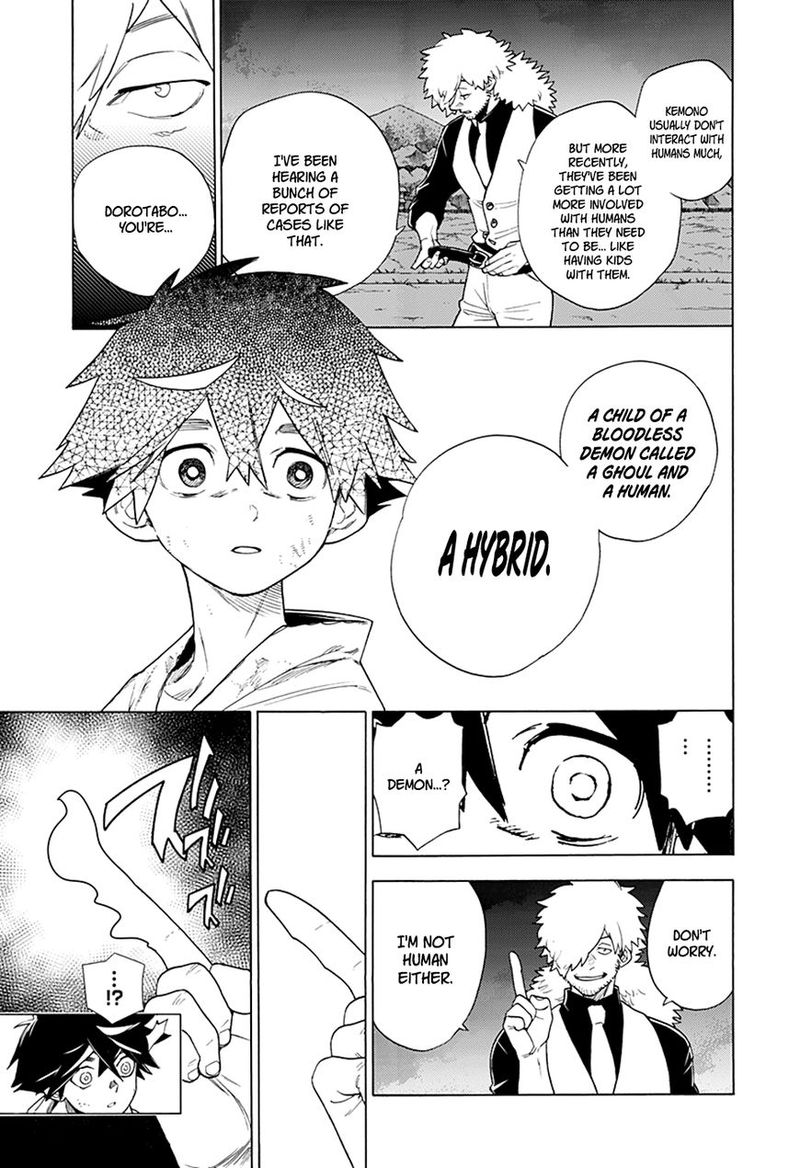 KEMONO
USUALLY DON'T
INTERACT WITH
HUMANS MUCH,
BUT MORE
RECENTLY,
THEY'VE BEEN
GETTING A LOT
MORE INVOLVED
WITH HUMANS
THAN THEY NEED
TO BE... LIKE
HAVING KIDS
WITH THEM.
I'VE BEEN
HEARING A
BUNCH OF
REPORTS OF
CASES LIKE
THAT.
DOROTABO...
YOU'RE...
A CHILD OF A
BLOODLESS
DEMON CALLED
A GHOUL AND
A HUMAN.
A HYBRID.
......
A
DEMON...?
DON'T
WORRY.
I'M NOT
HUMAN
EITHER.
ズズズ
...
!?